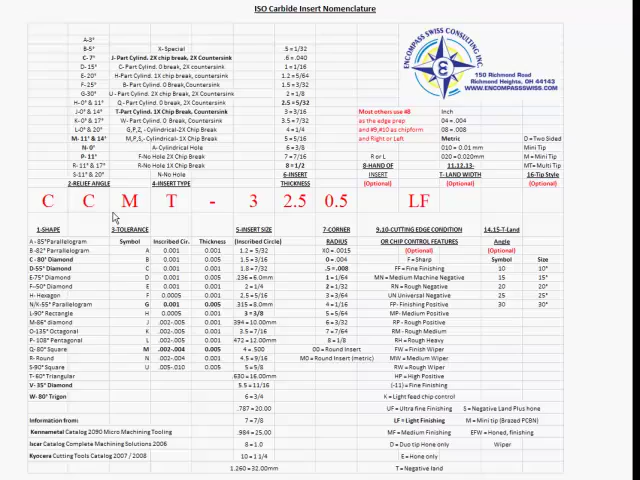 ISO Carbide Insert Nomenclature
A-3°
B-5° X- Special .5 = 1/32
C- 7° J- Part Cylind. 2X chip break, 2X Countersink .6 = .040
D- 15° C- Part Cylind. 0 break, 2X Countersink 1 = 1/16
E- 20° H-Part Cylind. 1X chip break, countersink 1.2 = 5/64
F- 25° B- Part Cylind. 0 Break, Countersink 1.5 = 3/32
G-30° U - Part Cylind. 2X chip break, 2X Countersink 2 = 1/8
H- 0° & 11° Q - Part Cylind. 0 break, 2X Countersink 2.5 = 5/32
J- 0° & 14° T- Part Cylind. 1X Chip Break, Countersink 3 = 3/16
K- 0° & 17° W- Part Cylind. 0 Break, Countersink 3.5 = 7/32
L- 0° & 20° G,P,Z, - Cylindrical-2X Chip Break 4 = 1/4
M- 11° & 14° M,P,S,- Cylindrical-1X Chip Break 5 = 5/16
N- 0° A-Cylindrical Hole 6 = 3/8
P- 11° F-No Hole 2X Chip Break 7 = 7/16
R- 11° & 17° R-No Hole 1X Chip Break 8 = 1/2
S-11° & 20° N-No Hole
2-RELIEF ANGLE 4-INSERT TYPE
6-INSERT
THICKNESS
ENCOMPASS SWISS CONSULTING INC.
150 Richmond Road
Richmond Heights, OH 44143
WWW.ENCOMPASSSWISS.COM
Most others use #8
as the edge prep
and #9,#10 as chipform
and Right or Left
R or L
8-HAND OF
INSERT
(Optional)
Inch
04 = .004
08 = .008
Metric
010 = 0.01 mm
020 = 0.020mm
11,12,13-
T- LAND WIDTH
(Optional)
D = Two Sided
Mini Tip
M = Mini Tip
MT= Multi Tip
16-Tip Style
(Optional)
C C M T - 3 2.5 0.5 LF
1-SHAPE
A - 85° Parallelogram
B- 82° Parallelogram
C - 80° Diamond
D-55° Diamond
E-75° Diamond
F-50° Diamond
H- Hexagon
N/K-55° Parallelogram
L-90° Rectangle
M-86° diamond
O-135° Octagonal
P- 108° Pentagonal
Q- 80° Square
R- Round
S-90° Square
T- 60° Triangular
V- 35° Diamond
W- 80° Trigon
3-TOLERANCE
Symbol Inscribed Cir. Thickness
A 0.001 0.001
B 0.001 0.005
C 0.001 0.001
D 0.001 0.005
E 0.001 0.001
F 0.0005 0.001
G 0.001 0.005
H 0.0005 0.001
J .002-.005 0.001
K .002-.005 0.001
L .002-.005 0.001
M .002-.004 0.005
N .002-.004 0.001
U .005-.010 0.005
5-INSERT SIZE
(Inscribed Circle)
1.2 = 5/32
1.5 = 3/16
1.8 = 7/32
.236 = 6.0mm
2 = 1/4
2.5 = 5/16
.315 = 8.0mm
3 = 3/8
.394 = 10.00mm
3.5 = 7/16
.472 = 12.00mm
4 = .500
4.5 = 9/16
5 = 5/8
.630 = 16.00mm
5.5 = 11/16
6 = 3/4
.787 = 20.00
7 = 7/8
.984 = 25.00
8 = 1.0
10 = 1 1/4
1.260 = 32.00mm
7-CORNER
RADIUS
X0 = .0015
0 = .004
.5 = .008
1 = 1/64
2 = 1/32
3 = 3/64
4 = 1/16
5 = 5/64
6 = 3/32
7 = 7/64
8 = 1/8
00 = Round Insert
M0 = Round Insert (metric)
9,10-CUTTING EDGE CONDITION
OR CHIP CONTROL FEATURES
(Optional)
F = Sharp
FF = Fine Finishing
MN = Medium Machine Negative
RN = Rough Negative
UN Universal Negative
FP- Finishing Positive
MP- Medium Positive
RP - Rough Positive
RM - Rough Medium
RH = Rough Heavy
FW = Finish Wiper
MW = Medium Wiper
RW = Rough Wiper
HP = High Positive
(-11) = Fine Finishing
K = Light feed chip control
UF = Ultra fine Finishing S = Negative Land Plus hone
LF = Light Finishing M = Mini tip (Brazed PCBN)
MF = Medium Finishing EFW = Honed, finishing
D = Duo tip Hone only Wiper
E = Hone only
T = Negative land
14,15-T-Land
Angle
(Optional)
Symbol Size
10 10°
15 15°
20 20°
25 25°
30 30°
Information from:
Kennemetal Catalog 2090 Micro Machining Tooling
Iscar Catalog Complete Machining Solutions 2006
Kyocera Cutting Tools Catalog 2007 / 2008